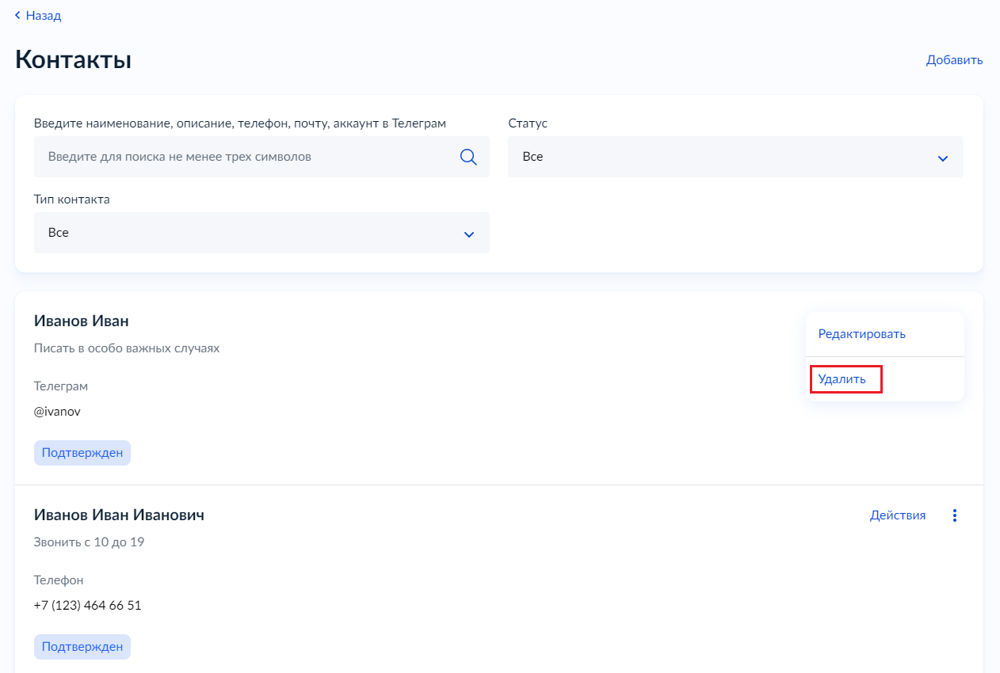 Назад
Контакты
Добавить
Введите наименование, описание, телефон, почту, аккаунт в Телеграм
Введите для поиска не менее трех символов
Статус
Все
Тип контакта
Все
Иванов Иван
Писать в особо важных случаях
Телеграм
@ivanov
Подтвержден
Редактировать
Удалить
Иванов Иван Иванович
Действия
Звонить с 10 до 19
Телефон
+7 (123) 464 66 51
Подтвержден